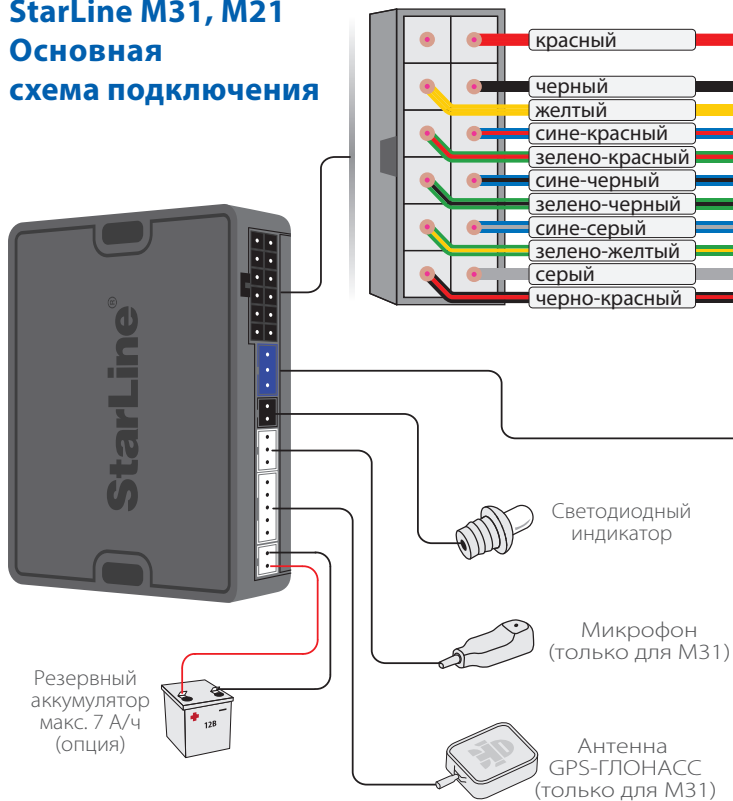 StarLine M31, M21
Основная
схема подключения
красный
черный
желтый
сине-красный
зелено-красный
сине-черный
зелено-черный
сине-серый
зелено-желтый
серый
черно-красный
StarLine®
Светодиодный
индикатор
Микрофон
(только для М31)
Резервный
аккумулятор
макс. 7 А/ч
(опция)
12В
Антенна
GPS-ГЛОНАСС
(только для М31)